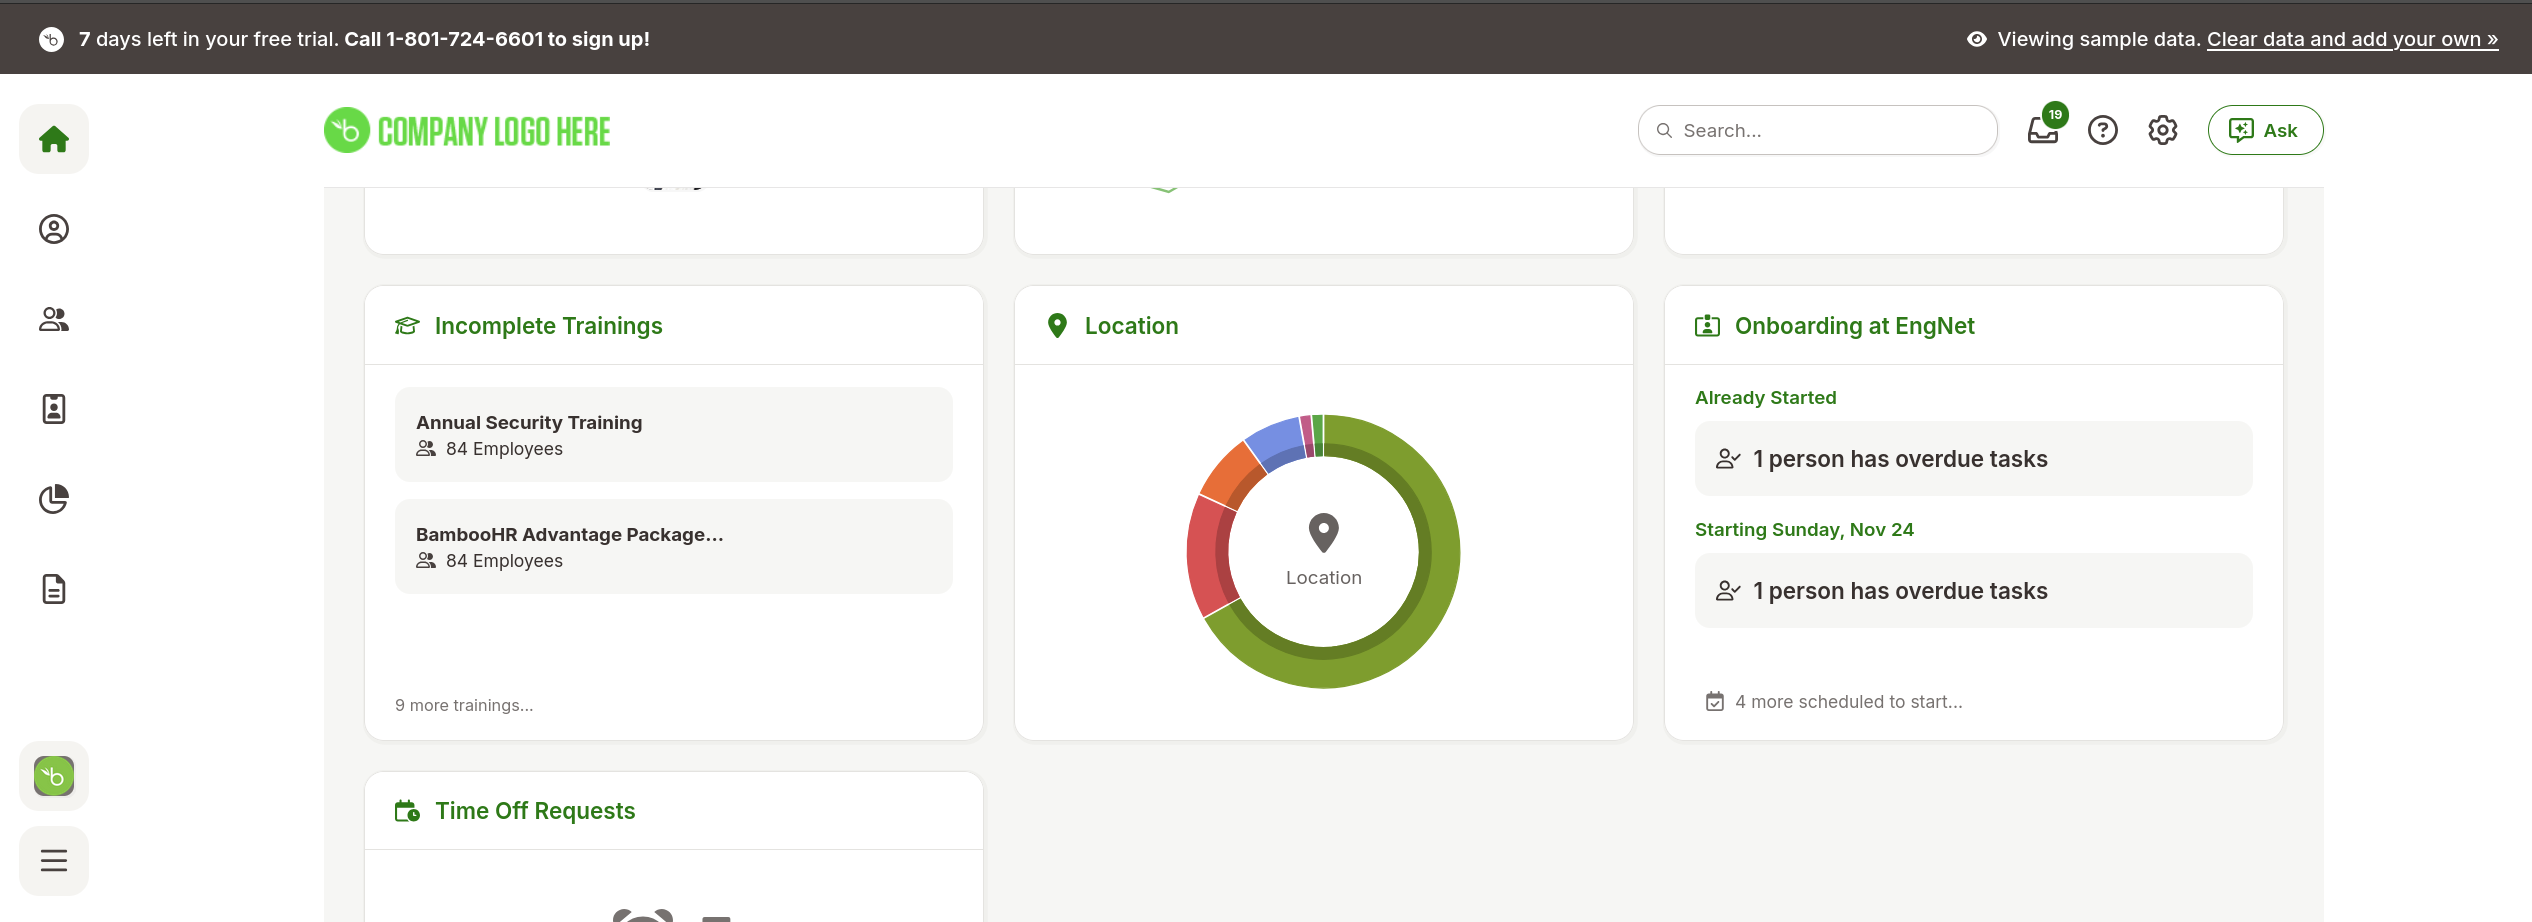 7 days left in your free trial. Call 1-801-724-6601 to sign up!
Viewing sample data. Clear data and add your own »
COMPANY LOGO HERE
Search...
19
Ask
Incomplete Trainings
Annual Security Training
84 Employees
BambooHR Advantage Package...
84 Employees
9 more trainings...
Location
Location
Onboarding at EngNet
Already Started
1 person has overdue tasks
Starting Sunday, Nov 24
1 person has overdue tasks
4 more scheduled to start...
Time Off Requests